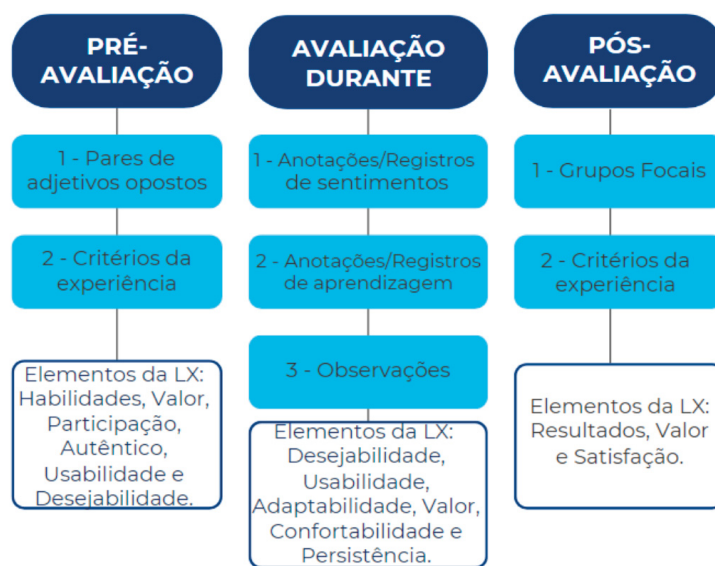 PRÉ-
AVALIAÇÃO
1 - Pares de
adjetivos opostos
2 - Critérios da
experiência
Elementos da LX:
Habilidades, Valor,
Participação,
Autêntico,
Usabilidade e
Desejabilidade.
AVALIAÇÃO
DURANTE
1 - Anotações/Registros
de sentimentos
2 - Anotações/Registros
de aprendizagem
3 - Observações
Elementos da LX:
Desejabilidade,
Usabilidade,
Adaptabilidade, Valor,
Confortabilidade e
Persistência.
PÓS-
AVALIAÇÃO
1 - Grupos Focais
2 - Critérios da
experiência
Elementos da LX:
Resultados, Valor
e Satisfação.